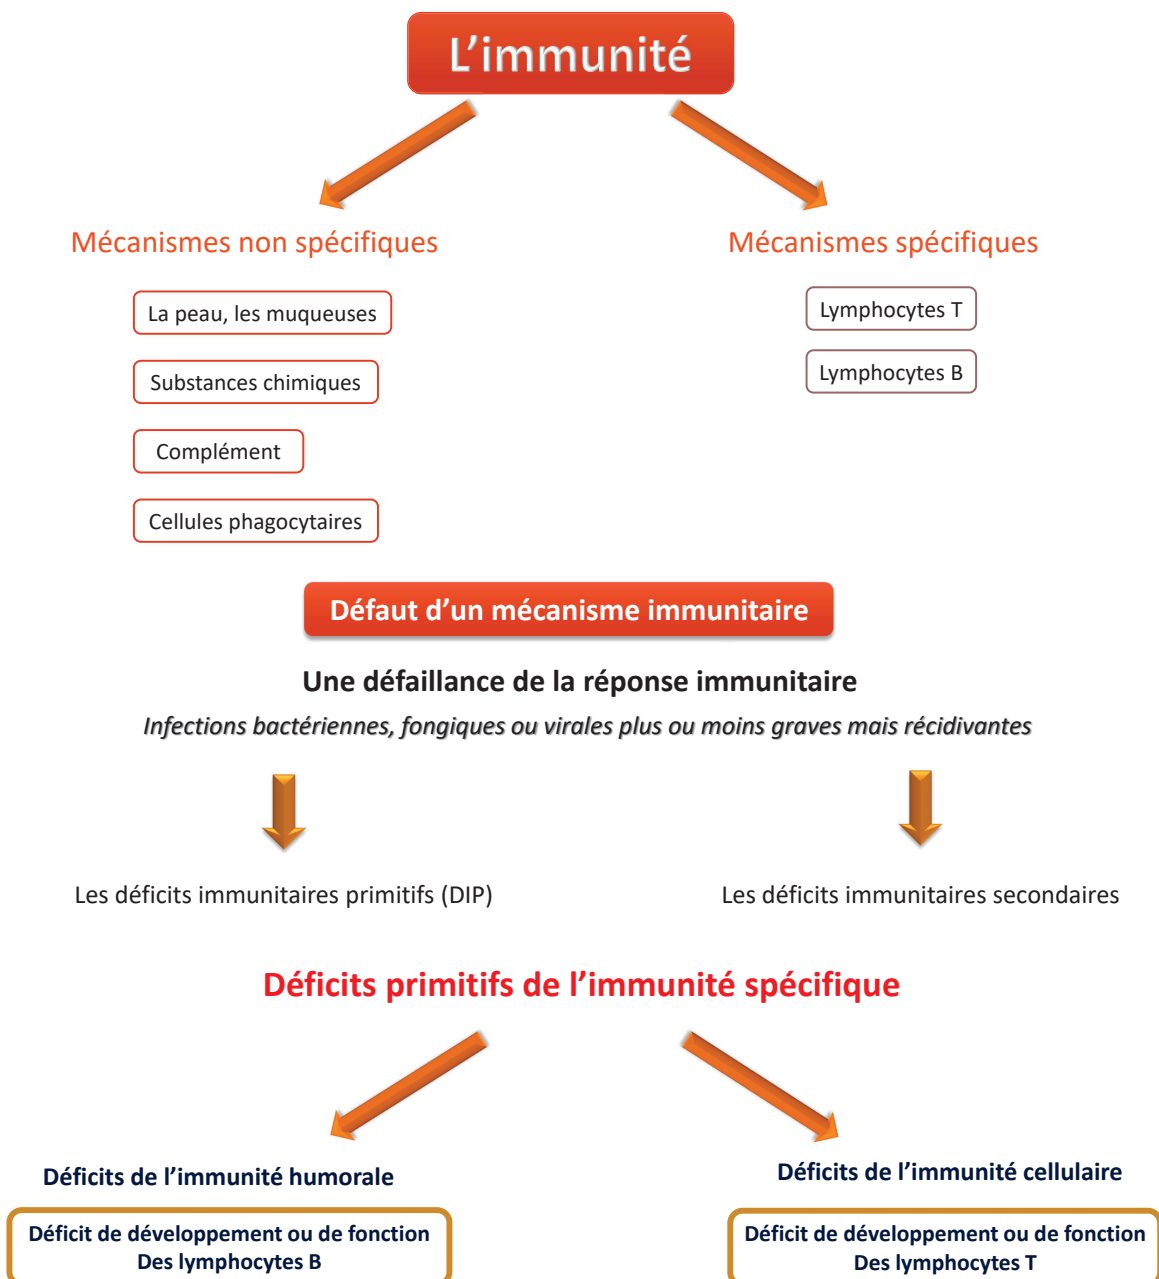 L’immunité
Mécanismes non spécifiques
Mécanismes spécifiques
La peau, les muqueuses
Substances chimiques
Complément
Cellules phagocytaires
Lymphocytes T
Lymphocytes B
Défaut d’un mécanisme immunitaire
Une défaillance de la réponse immunitaire
Infections bactériennes, fongiques ou virales plus ou moins graves mais récidivantes
Les déficits immunitaires primitifs (DIP)
Les déficits immunitaires secondaires
Déficits primitifs de l’immunité spécifique
Déficits de l’immunité humorale
Déficit de développement ou de fonction
Des lymphocytes B
Déficits de l’immunité cellulaire
Déficit de développement ou de fonction
Des lymphocytes T